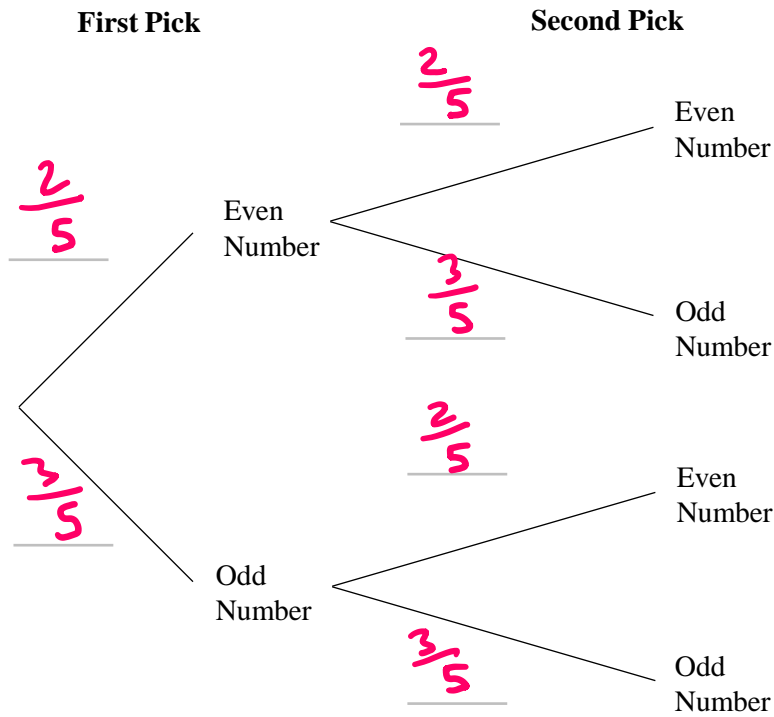 First Pick
Second Pick
2/5
Even
Number
2/5
Even
Number
3/5
Odd
Number
2/5
Even
Number
3/5
Odd
Number
3/5
Odd
Number